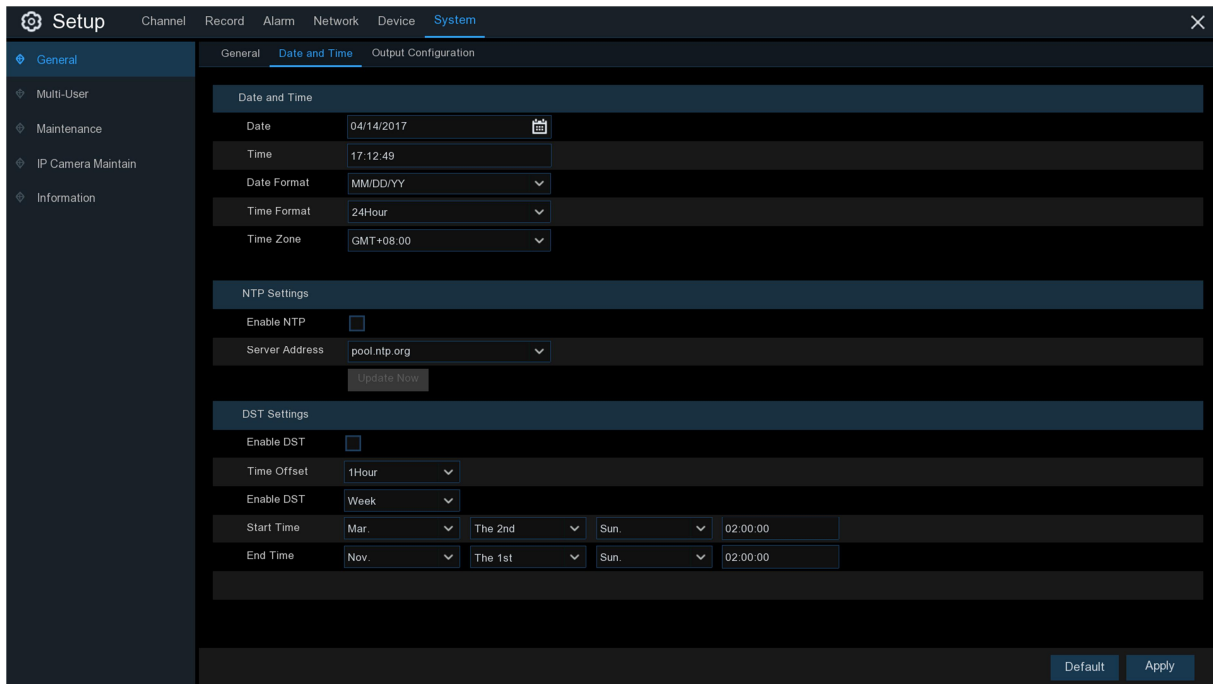 Setup Channel Record Alarm Network Device System
General
Multi-User
Maintenance
IP Camera Maintain
Information
General Date and Time Output Configuration
Date and Time
Date 04/14/2017
Time 17:12:49
Date Format MM/DD/YY
Time Format 24Hour
Time Zone GMT+08:00
NTP Settings
Enable NTP
Server Address pool.ntp.org
Update Now
DST Settings
Enable DST
Time Offset 1Hour
Enable DST Week
Start Time Mar. The 2nd Sun. 02:00:00
End Time Nov. The 1st Sun. 02:00:00
Default Apply